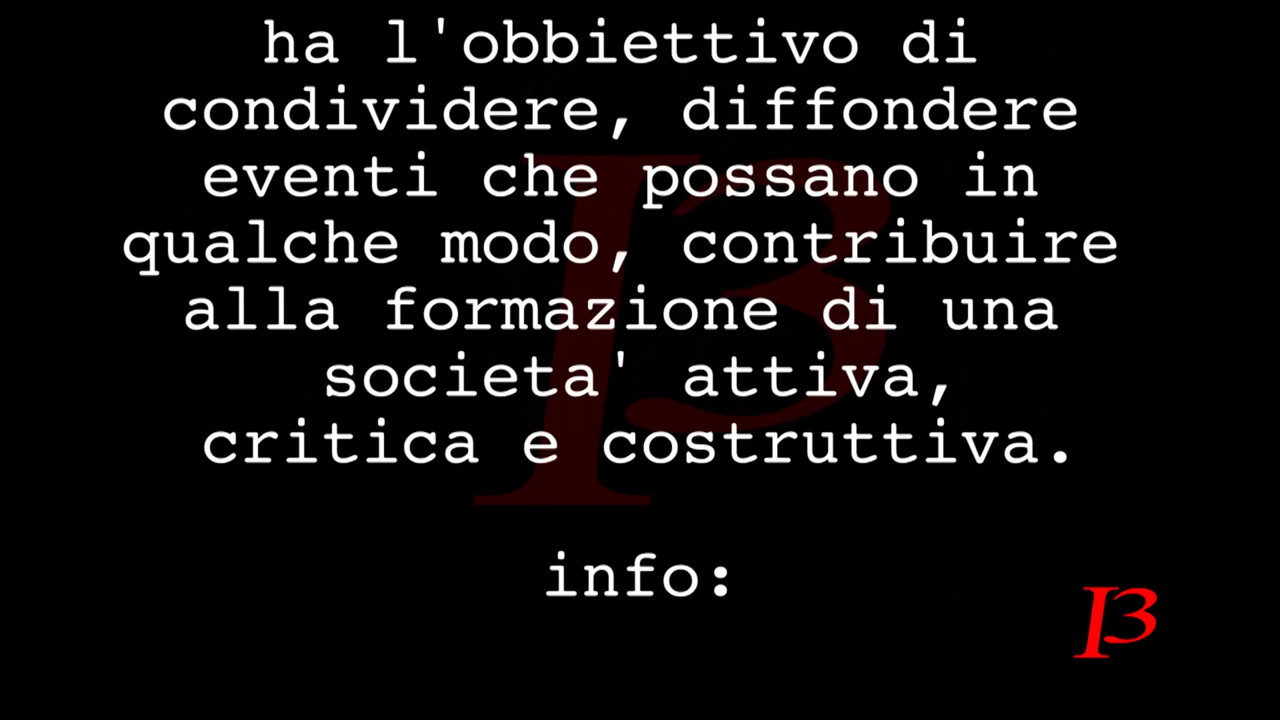 ha l'obbiettivo di
condividere, diffondere
eventi che possano in
qualche modo, contribuire
alla formazione di una
societa' attiva,
critica e costruttiva.
info:
I3